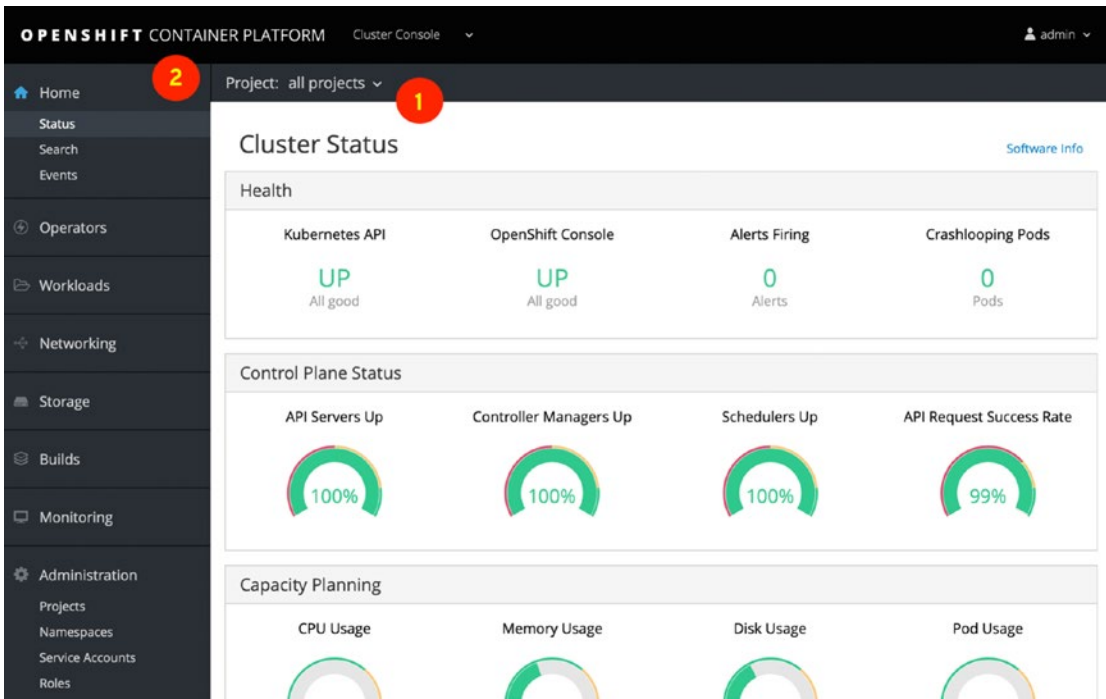 OPENSHIFT CONTAINER PLATFORM Cluster Console admin
2
Project: all projects
1
Home
Status
Search
Events
Operators
Workloads
Networking
Storage
Builds
Monitoring
Administration
Projects
Namespaces
Service Accounts
Roles
Cluster Status
Software Info
Health
Kubernetes API OpenShift Console Alerts Firing Crashlooping Pods
UP UP 0 0
All good All good Alerts Pods
Control Plane Status
API Servers Up Controller Managers Up Schedulers Up API Request Success Rate
100% 100% 100% 99%
Capacity Planning
CPU Usage Memory Usage Disk Usage Pod Usage